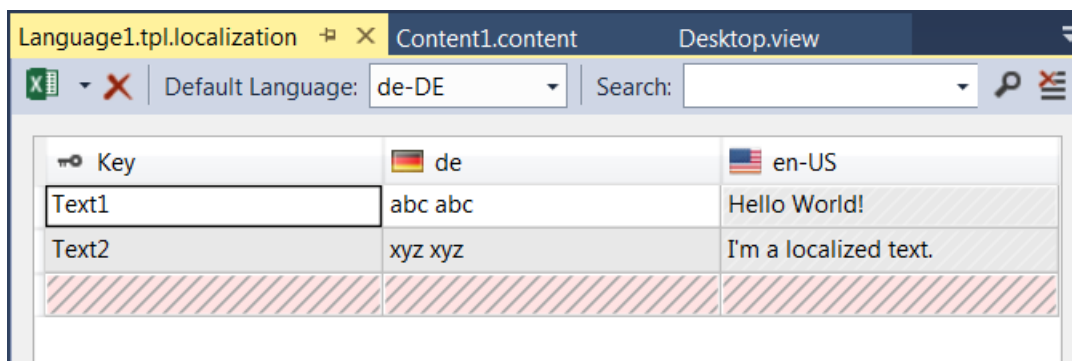 Language1.tpl.localization Content1.content Desktop.view
Default Language: de-DE Search:
Key de en-US
Text1 abc abc Hello World!
Text2 xyz xyz I'm a localized text.